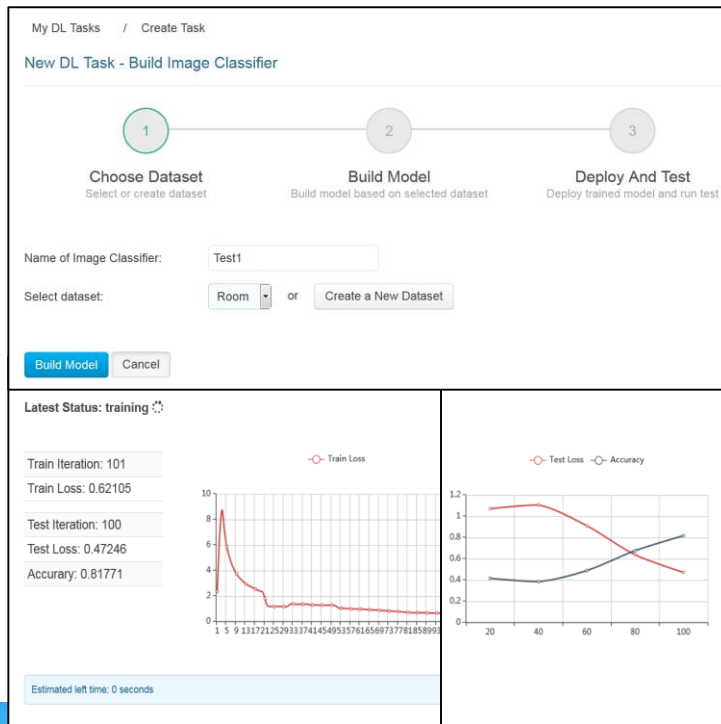 My DL Tasks / Create Task
New DL Task - Build Image Classifier
1 2 3
Choose Dataset Build Model Deploy And Test
Select or create dataset Build model based on selected dataset Deploy trained model and run test
Name of Image Classifier: Test1
Select dataset: Room or Create a New Dataset
Build Model Cancel
Latest Status: training
Train Iteration: 101
Train Loss: 0.62105
Test Iteration: 100
Test Loss: 0.47246
Accurary: 0.81771
Train Loss
10
8
6
4
2
0
1 5 9 13172125293337414549535761656973778185899
Estimated left time: 0 seconds
Test Loss Accuracy
1.2
1
0.8
0.6
0.4
0.2
0
20 40 60 80 100